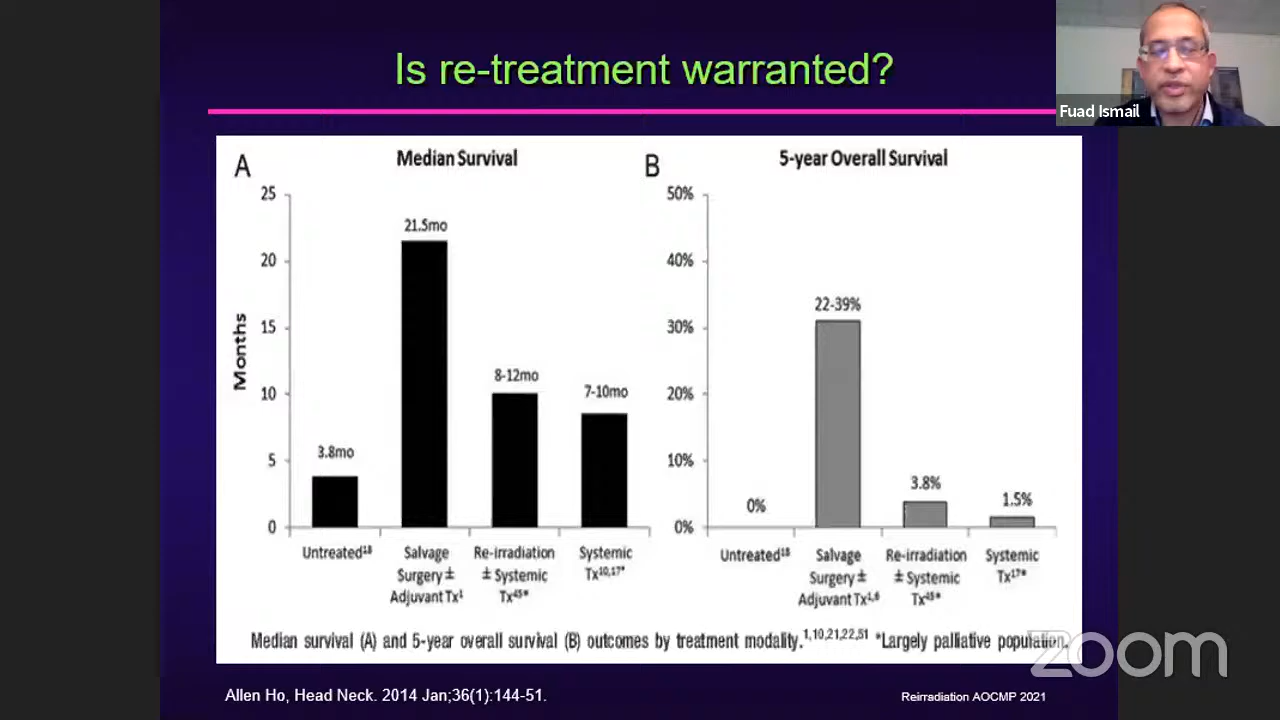 Is re-treatment warranted?
Fuad Ismail
A
Median Survival
25
20
15
10
5
0
Months
21.5mo
8-12mo
7-10mo
3.8mo
Untreated¹⁸
Salvage
Surgery ±
Adjuvant Tx¹
Re-irradiation
± Systemic
Tx⁴⁵*
Systemic
Tx¹⁰,¹⁷*
B
5-year Overall Survival
50%
40%
30%
20%
10%
0%
0%
22-39%
3.8%
1.5%
Untreated¹⁸
Salvage
Surgery ±
Adjuvant Tx¹,⁶
Re-irradiation
± Systemic
Tx⁴⁵*
Systemic
Tx¹⁷*
Median survival (A) and 5-year overall survival (B) outcomes by treatment modality.¹,¹⁰,²¹,²²,⁵¹ *Largely palliative population.
zoom
Allen Ho, Head Neck. 2014 Jan;36(1):144-51.
Reirradiation AOCMP 2021